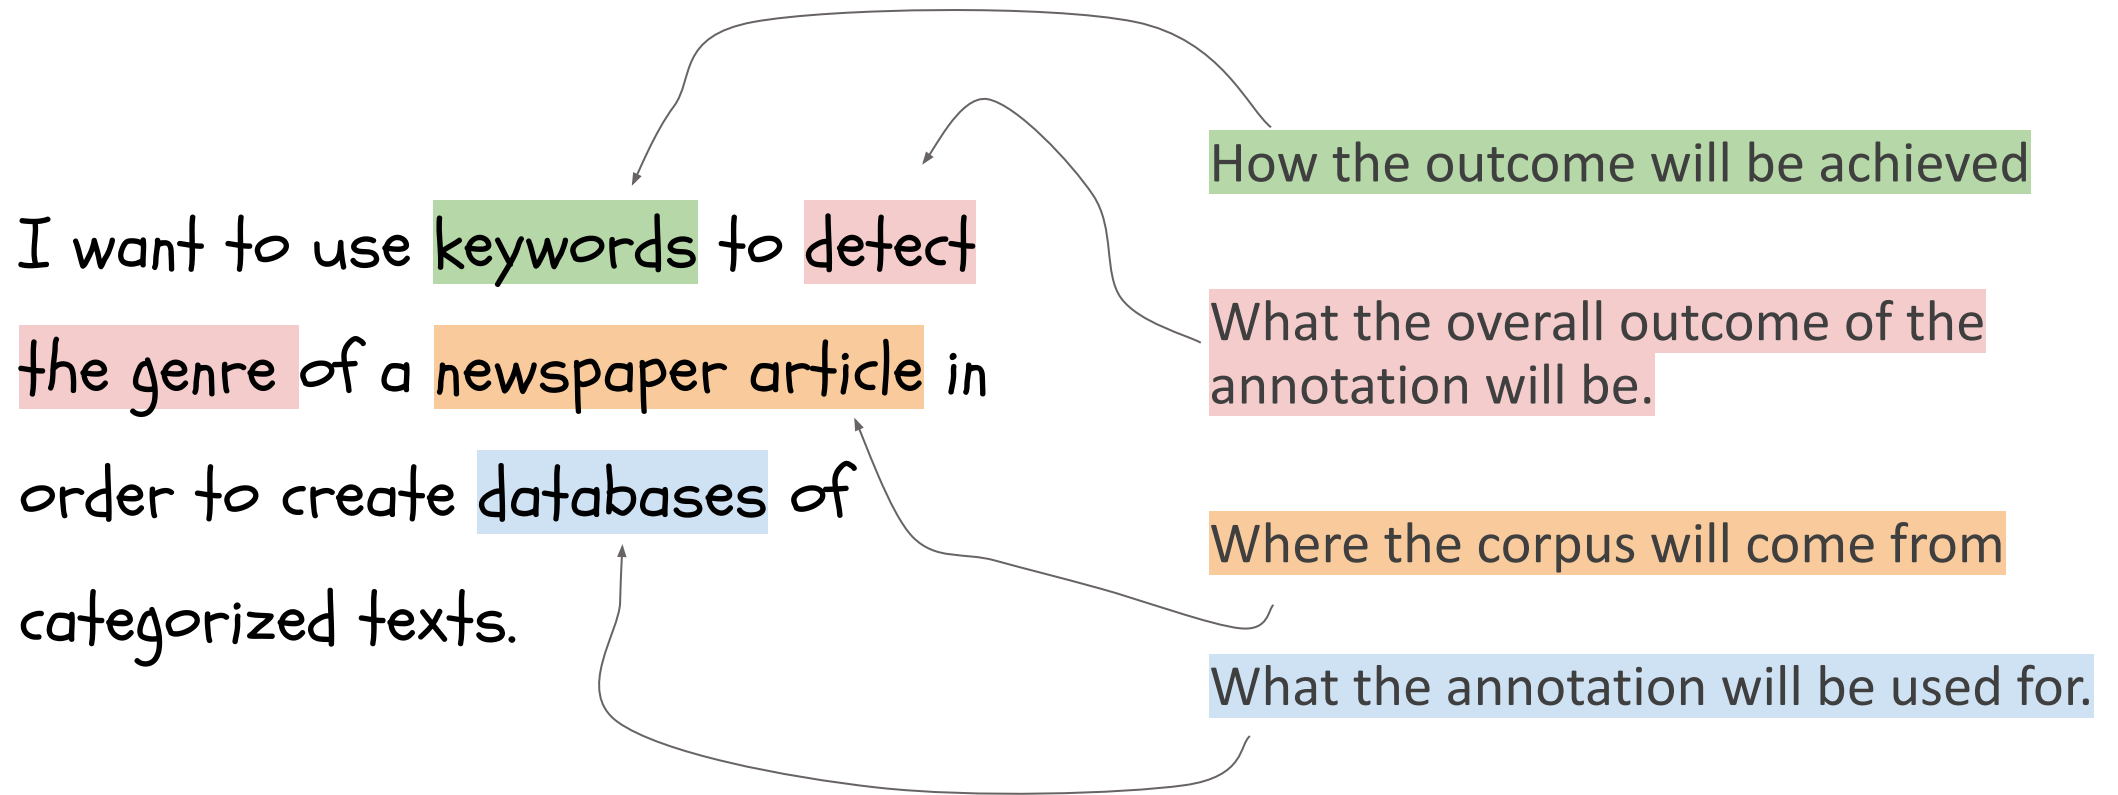 I want to use keywords to detect
the genre of a newspaper article in
order to create databases of
categorized texts.
How the outcome will be achieved
What the overall outcome of the
annotation will be.
Where the corpus will come from
What the annotation will be used for.